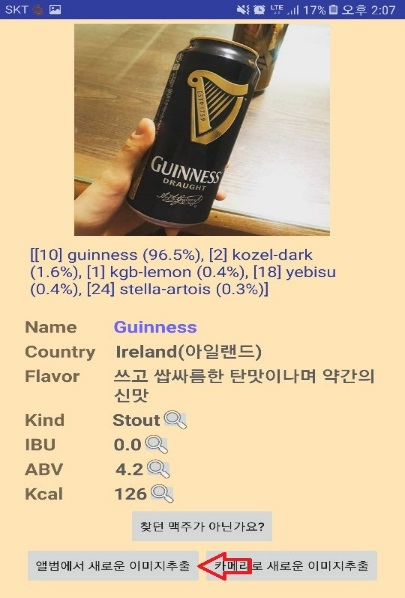 SKT LTE 17% 오후 2:07
EST.D 1759
GUINNESS
DRAUGHT
[[10] guinness (96.5%), [2] kozel-dark
(1.6%), [1] kgb-lemon (0.4%), [18] yebisu
(0.4%), [24] stella-artois (0.3%)]
Name Guinness
Country Ireland(아일랜드)
Flavor 쓰고 쌉싸름한 탄맛이나며 약간의
신맛
Kind Stout
IBU 0.0
ABV 4.2
Kcal 126
찾던 맥주가 아닌가요?
앨범에서 새로운 이미지추출 카메라로 새로운 이미지추출